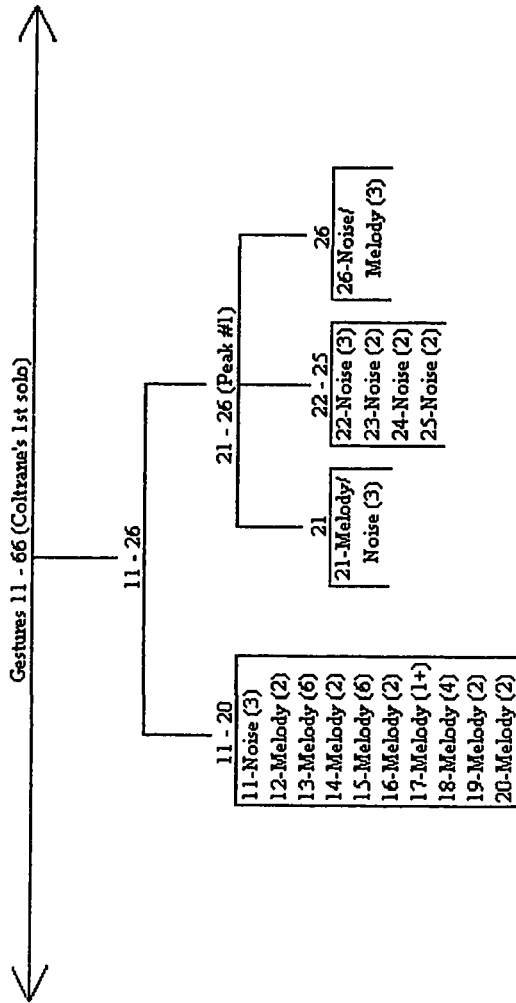 Gestures 11 - 66 (Coltrane's 1st solo)
11 - 26
11 - 20
11-Noise (3)
12-Melody (2)
13-Melody (6)
14-Melody (2)
15-Melody (6)
16-Melody (2)
17-Melody (1+)
18-Melody (4)
19-Melody (2)
20-Melody (2)
21 - 26 (Peak #1)
21
21-Melody/
Noise (3)
22 - 25
22-Noise (3)
23-Noise (2)
24-Noise (2)
25-Noise (2)
26
26-Noise/
Melody (3)